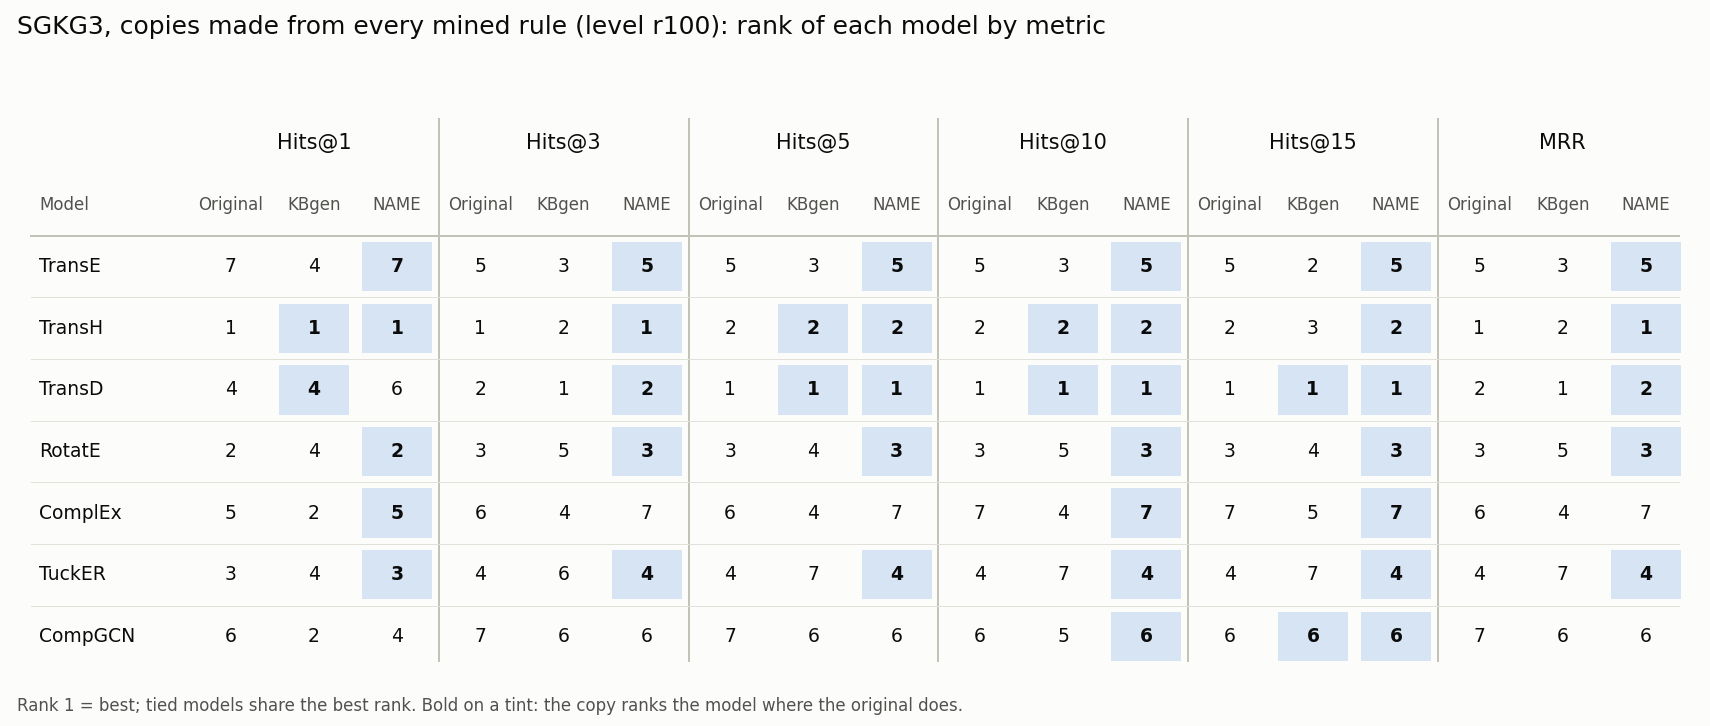 SGKG3, copies made from every mined rule (level r100): rank of each model by metric
Hits@1 Hits@3 Hits@5 Hits@10 Hits@15 MRR
Model Original KBgen NAME Original KBgen NAME Original KBgen NAME Original KBgen NAME Original KBgen NAME Original KBgen NAME
TransE 7 4 7 5 3 5 5 3 5 5 3 5 5 2 5 5 3 5
TransH 1 1 1 1 2 1 2 2 2 2 2 2 2 3 2 1 2 1
TransD 4 4 6 2 1 2 1 1 1 1 1 1 1 1 1 2 1 2
RotatE 2 4 2 3 5 3 3 4 3 3 5 3 3 4 3 3 5 3
ComplEx 5 2 5 6 4 7 6 4 7 7 4 7 7 5 7 6 4 7
TuckER 3 4 3 4 6 4 4 7 4 4 7 4 4 7 4 4 7 4
CompGCN 6 2 4 7 6 6 7 6 6 6 5 6 6 6 6 7 6 6
Rank 1 = best; tied models share the best rank. Bold on a tint: the copy ranks the model where the original does.